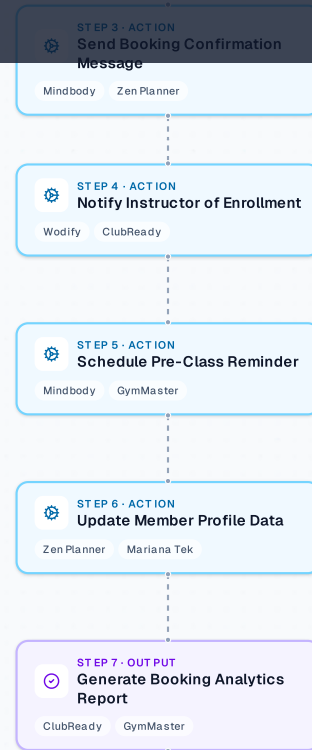 STEP 3 · ACTION
Send Booking Confirmation
Message
Mindbody Zen Planner
STEP 4 · ACTION
Notify Instructor of Enrollment
Wodify ClubReady
STEP 5 · ACTION
Schedule Pre-Class Reminder
Mindbody GymMaster
STEP 6 · ACTION
Update Member Profile Data
Zen Planner Mariana Tek
STEP 7 · OUTPUT
Generate Booking Analytics
Report
ClubReady GymMaster